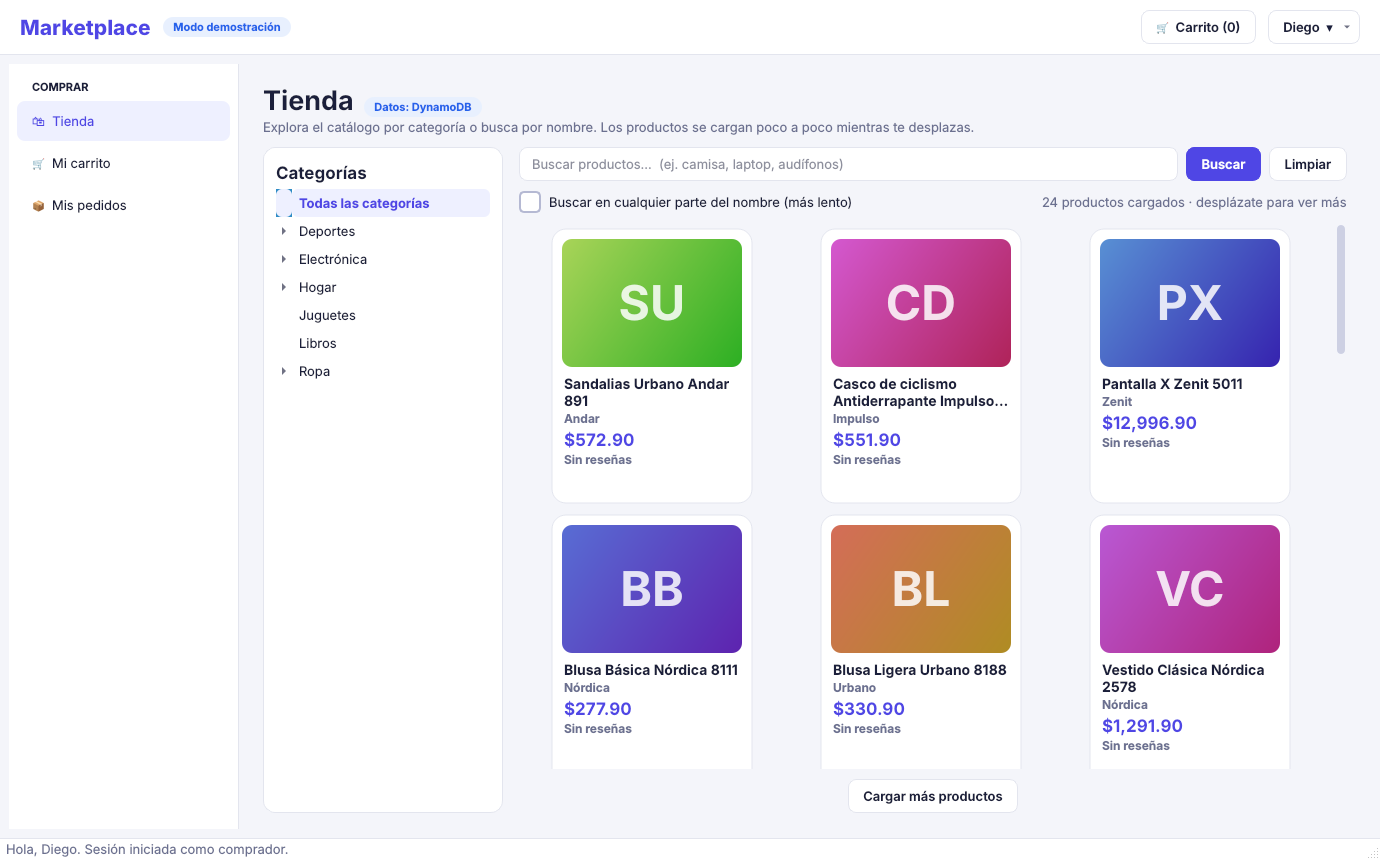 Marketplace
Modo demostración
Carrito (0)
Diego ▾
COMPRAR
Tienda
Mi carrito
Mis pedidos
Tienda
Datos: DynamoDB
Explora el catálogo por categoría o busca por nombre. Los productos se cargan poco a poco mientras te desplazas.
Categorías
Todas las categorías
Deportes
Electrónica
Hogar
Juguetes
Libros
Ropa
Buscar productos... (ej. camisa, laptop, audífonos)
Buscar
Limpiar
Buscar en cualquier parte del nombre (más lento)
24 productos cargados · desplázate para ver más
SU
Sandalias Urbano Andar
891
Andar
$572.90
Sin reseñas
CD
Casco de ciclismo
Antiderrapante Impulso...
Impulso
$551.90
Sin reseñas
PX
Pantalla X Zenit 5011
Zenit
$12,996.90
Sin reseñas
BB
Blusa Básica Nórdica 8111
Nórdica
$277.90
Sin reseñas
BL
Blusa Ligera Urbano 8188
Urbano
$330.90
Sin reseñas
VC
Vestido Clásica Nórdica
2578
Nórdica
$1,291.90
Sin reseñas
Cargar más productos
Hola, Diego. Sesión iniciada como comprador.